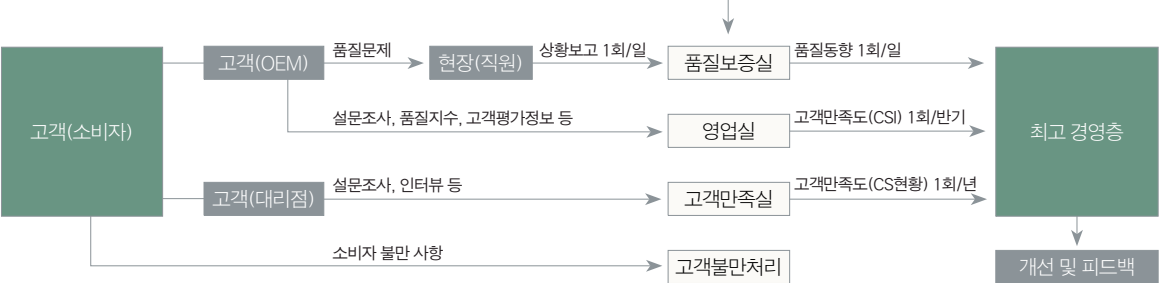 고객(소비자)
고객(OEM)
품질문제
현장(직원)
상황보고 1회/일
품질보증실
품질동향 1회/일
설문조사, 품질지수, 고객평가정보 등
영업실
고객만족도(CSI) 1회/반기
최고 경영층
고객(대리점)
설문조사, 인터뷰 등
고객만족실
고객만족도(CS현황) 1회/년
소비자 불만 사항
고객불만처리
개선 및 피드백